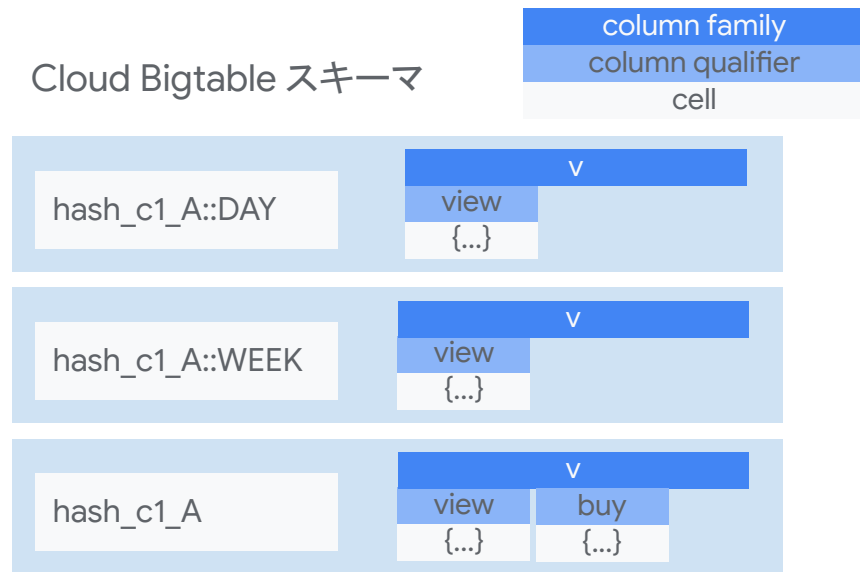 Cloud Bigtable スキーマ
column family
column qualifier
cell
hash_c1_A::DAY
v
view
{...}
hash_c1_A::WEEK
v
view
{...}
hash_c1_A
v
view buy
{...} {...}